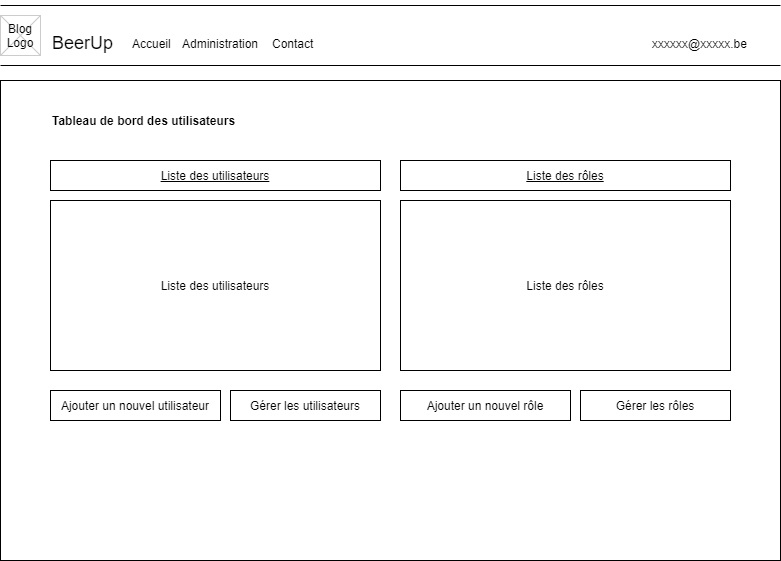 Blog
Logo
BeerUp
Accueil
Administration
Contact
xxxxxx@xxxxx.be
Tableau de bord des utilisateurs
Liste des utilisateurs
Liste des rôles
Liste des utilisateurs
Liste des rôles
Ajouter un nouvel utilisateur
Gérer les utilisateurs
Ajouter un nouvel rôle
Gérer les rôles